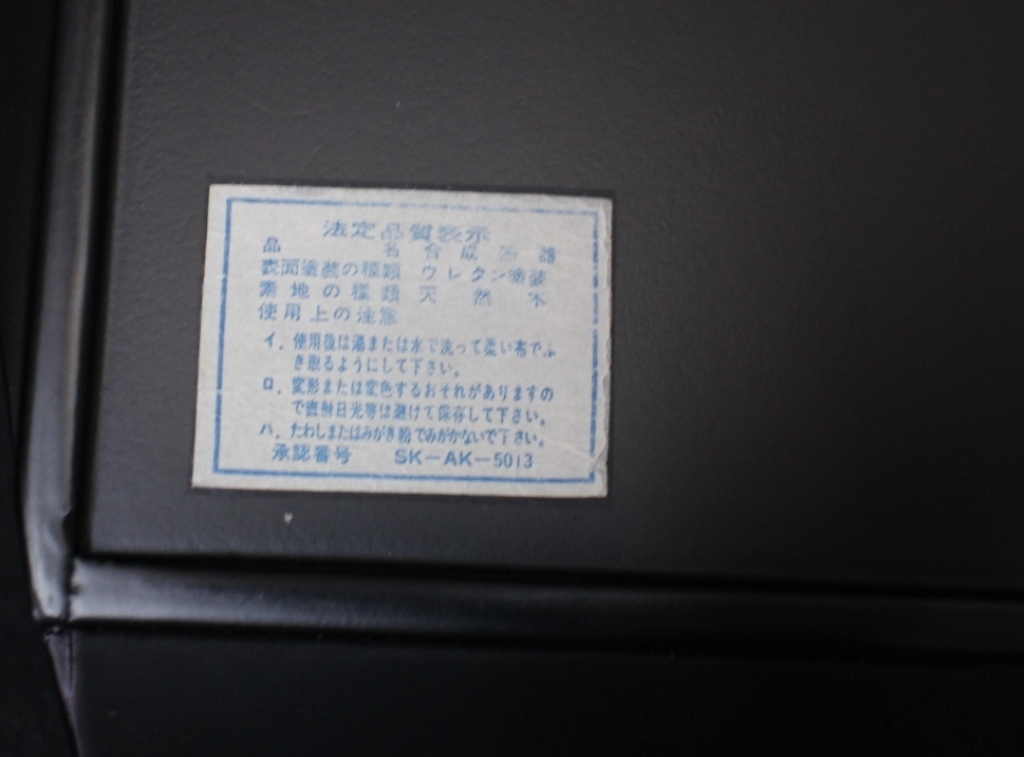 法定品質表示
品 名 合成漆器
表面塗装の種類 ウレタン塗装
素地の種類 天然木
使用上の注意
イ. 使用後は湯または水で洗って柔い布でふ
き取るようにして下さい。
ロ. 変形または変色するおそれがありますの
で直射日光等は避けて保存して下さい。
ハ. たわしまたはみがき粉でみがかないで下さい。
承認番号 SK-AK-5013